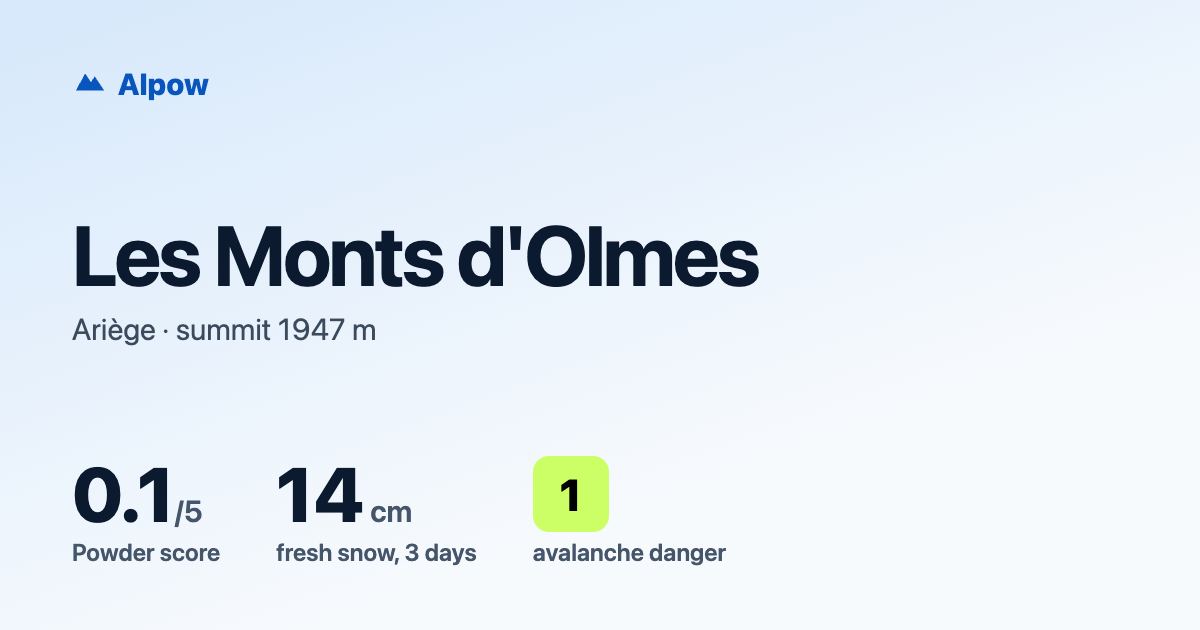 Alpow
Les Monts d'Olmes
Ariège · summit 1947 m
0.1/5
Powder score
14 cm
fresh snow, 3 days
1
avalanche danger